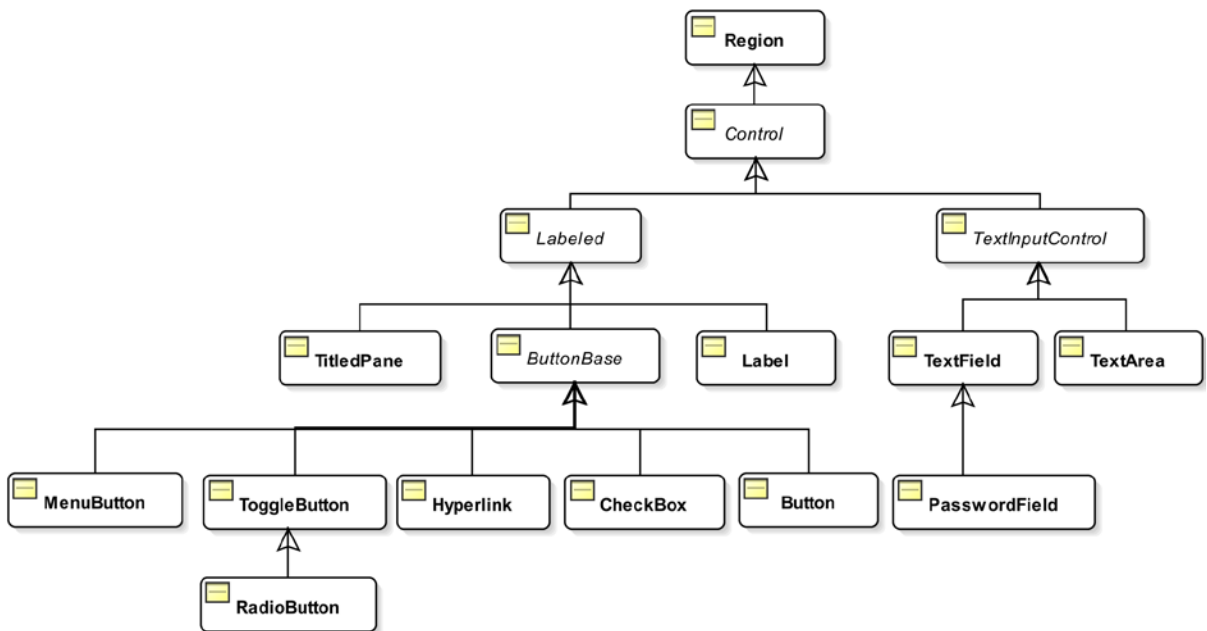 Region
Control
Labeled
TextInputControl
TitledPane
ButtonBase
Label
TextField
TextArea
MenuButton
ToggleButton
Hyperlink
CheckBox
Button
PasswordField
RadioButton